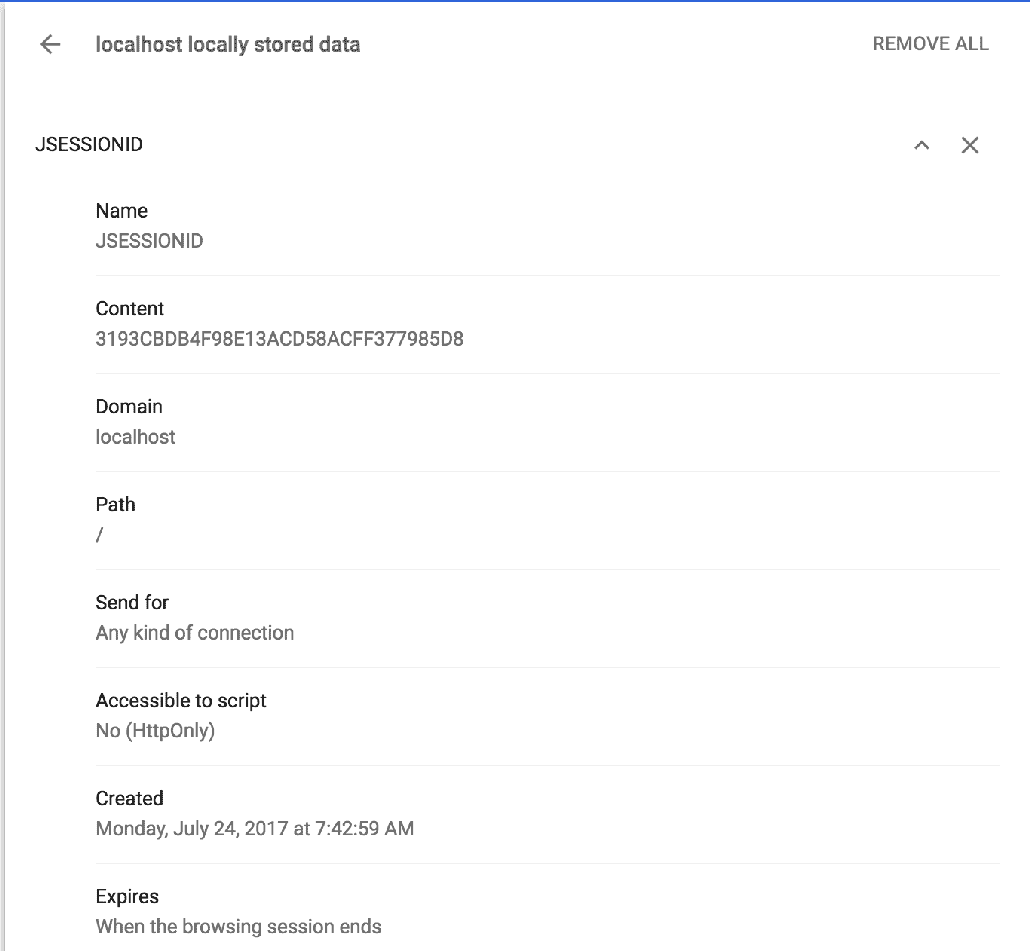 localhost locally stored data
REMOVE ALL
JSESSIONID
Name
JSESSIONID
Content
3193CBDB4F98E13ACD58ACFF377985D8
Domain
localhost
Path
/
Send for
Any kind of connection
Accessible to script
No (HttpOnly)
Created
Monday, July 24, 2017 at 7:42:59 AM
Expires
When the browsing session ends